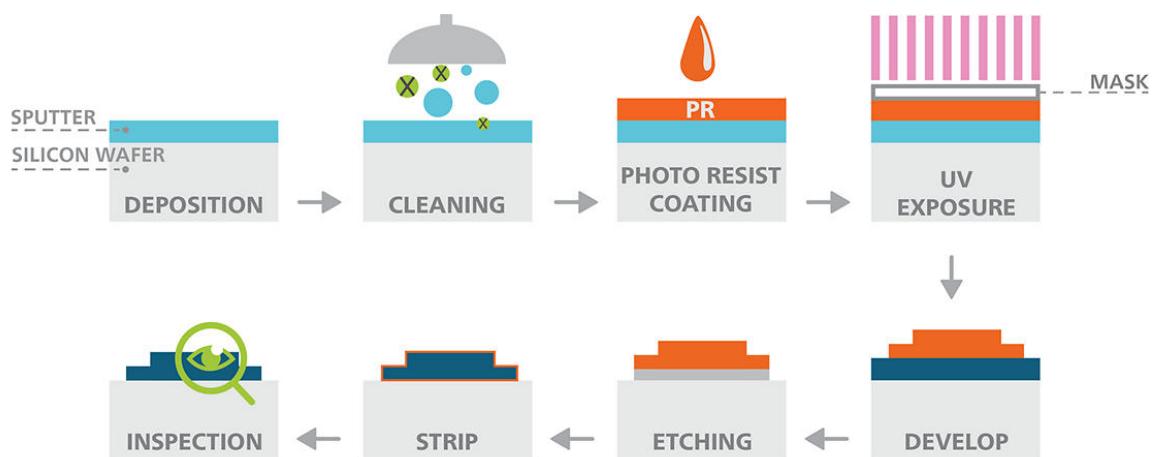 SPUTTER
SILICON WAFER
DEPOSITION
CLEANING
PR
PHOTO RESIST
COATING
MASK
UV
EXPOSURE
INSPECTION
STRIP
ETCHING
DEVELOP